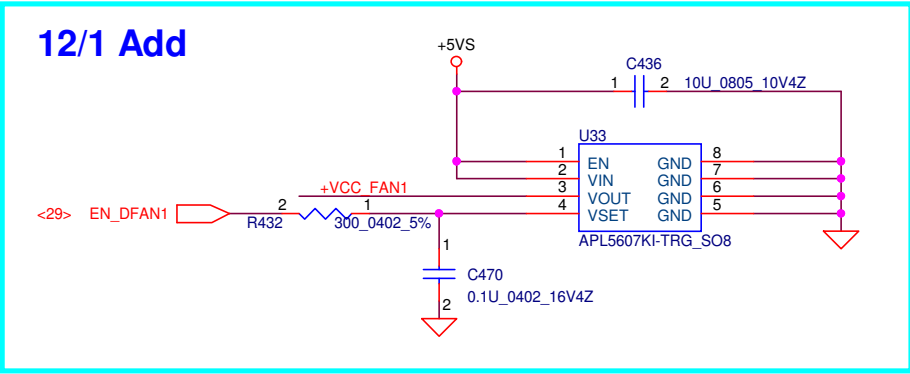 12/1 Add
+5VS
C436
1 2 10U_0805_10V4Z
U33
1 EN GND 8
2 VIN GND 7
3 VOUT GND 6
4 VSET GND 5
APL5607KI-TRG_SO8
+VCC_FAN1
<29> EN_DFAN1
2 1
R432 300_0402_5%
1
C470
0.1U_0402_16V4Z
2